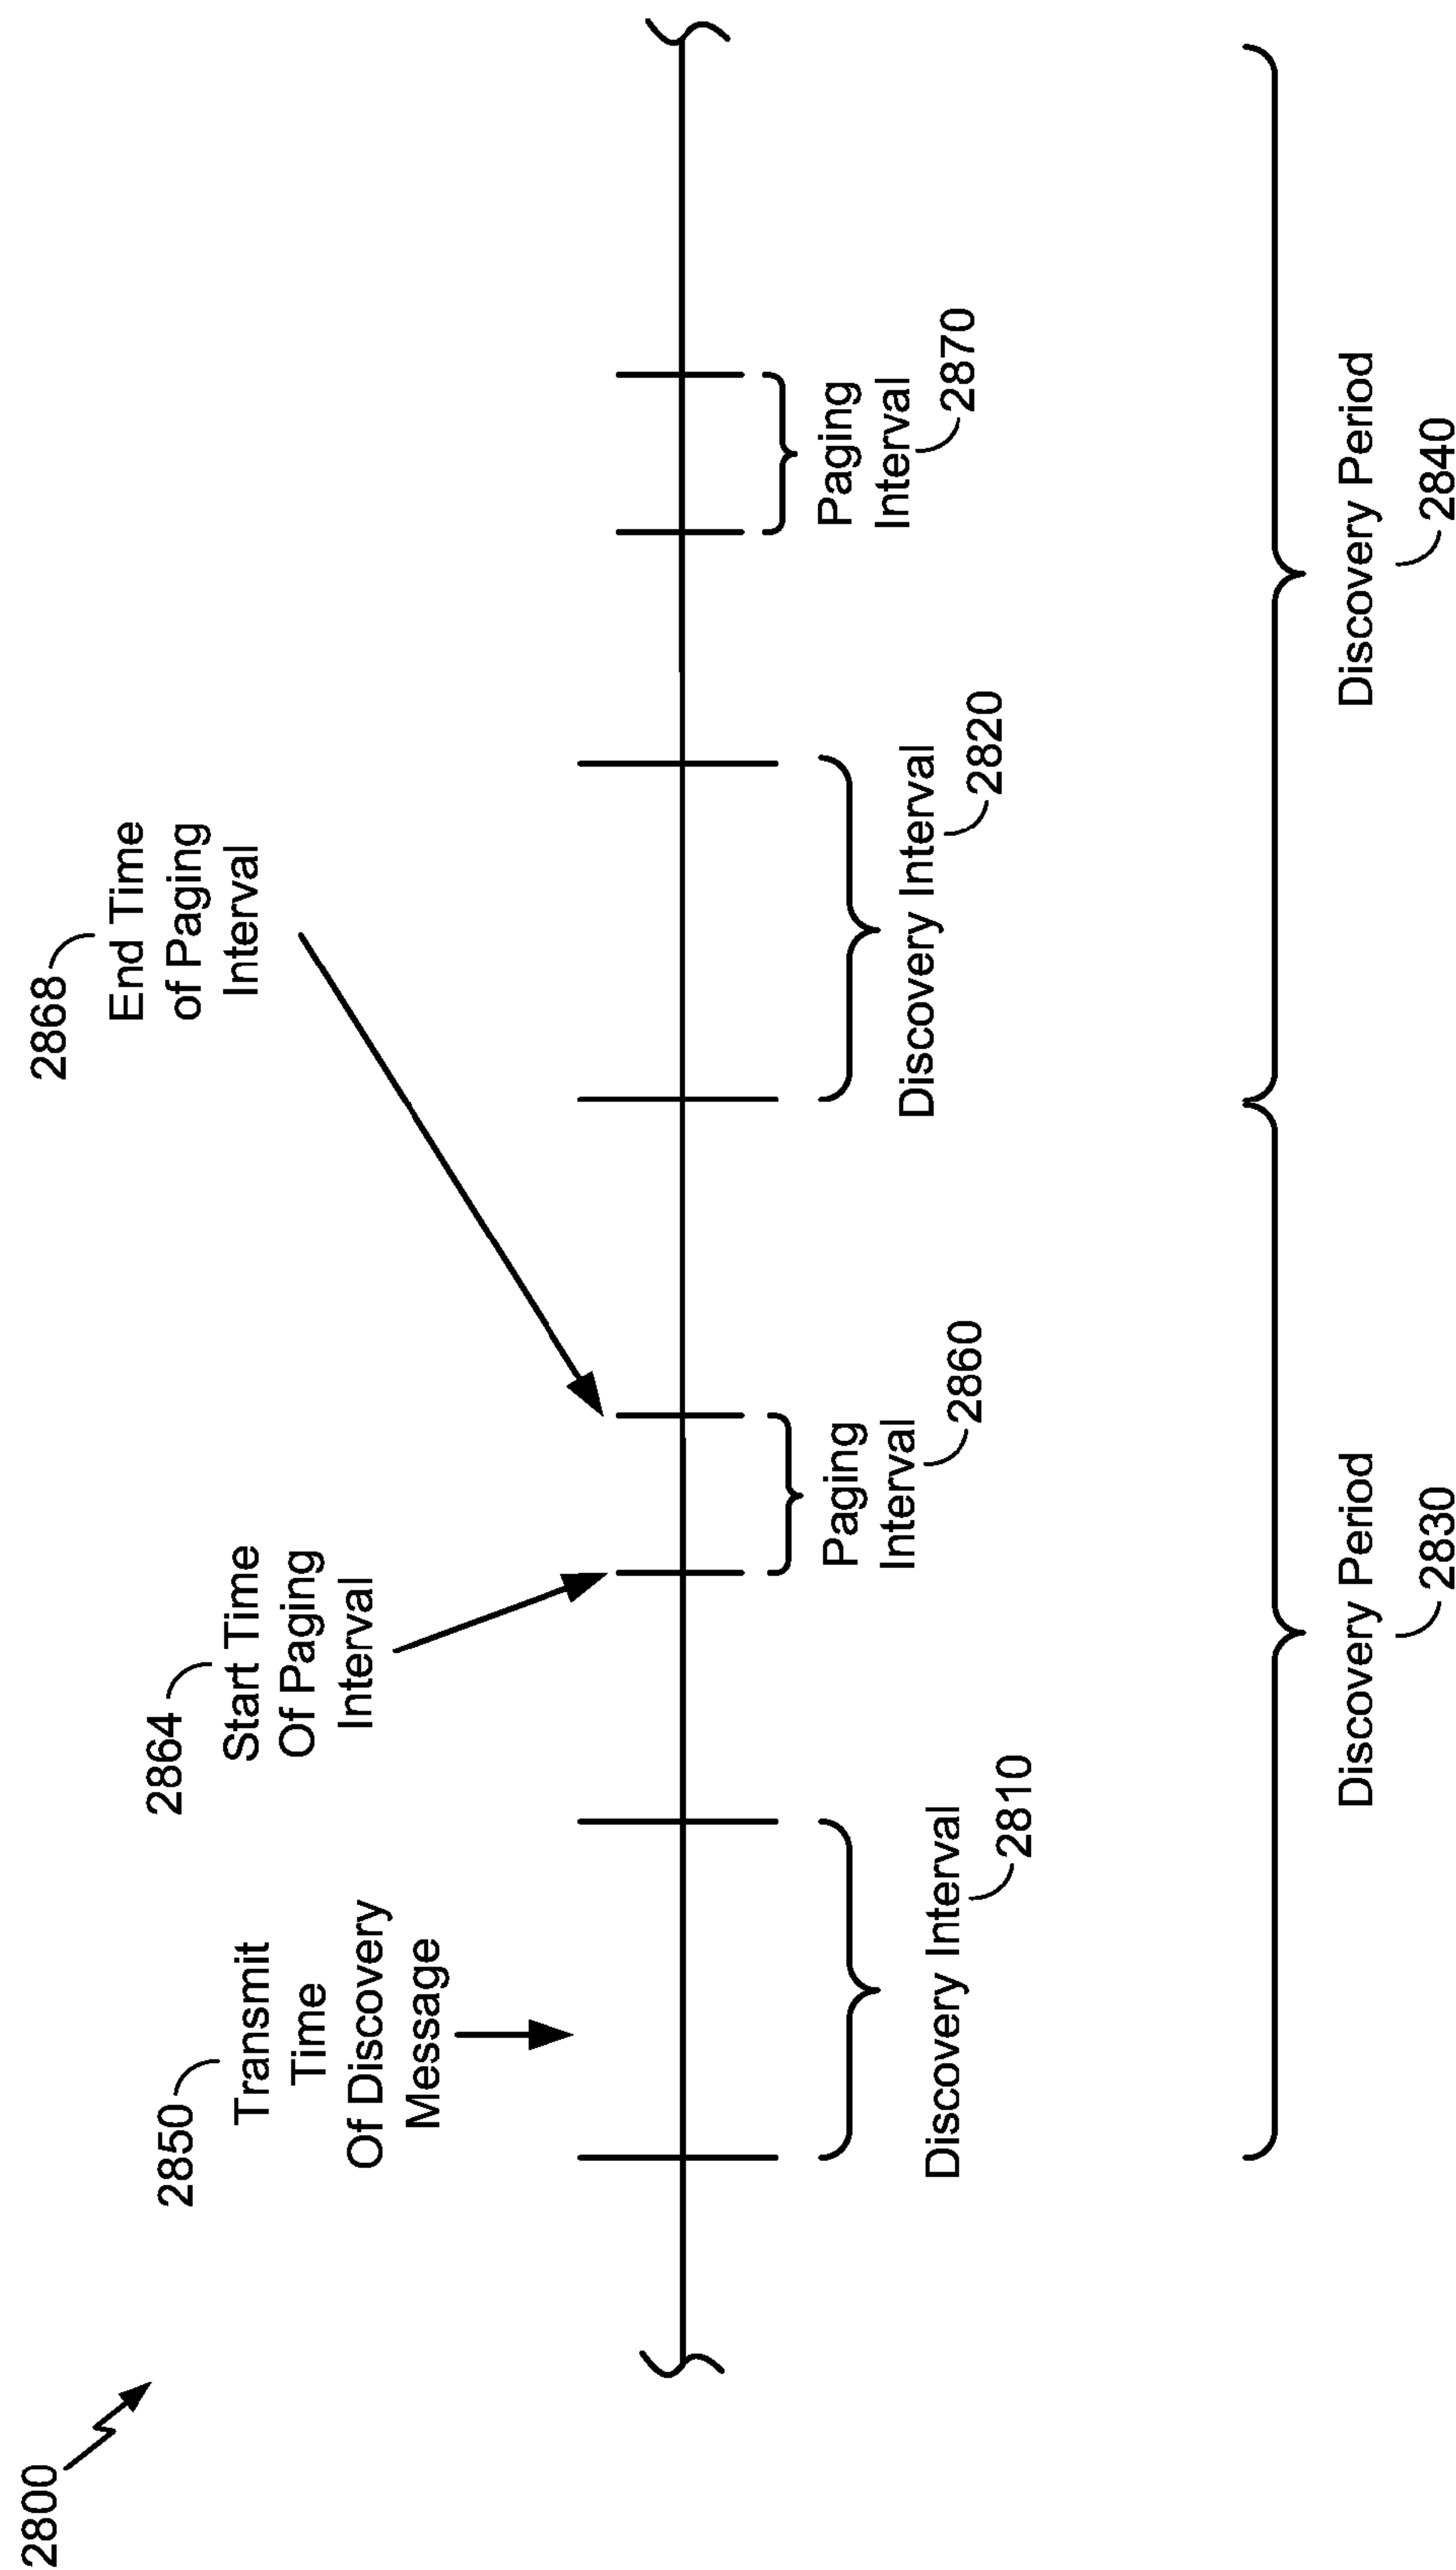 2800
2850
Transmit
Time
Of Discovery
Message
2864
Start Time
Of Paging
Interval
2868
End Time
of Paging
Interval
Discovery Interval
2810
Paging
Interval
2860
Discovery Interval
2820
Paging
Interval
2870
Discovery Period
2830
Discovery Period
2840